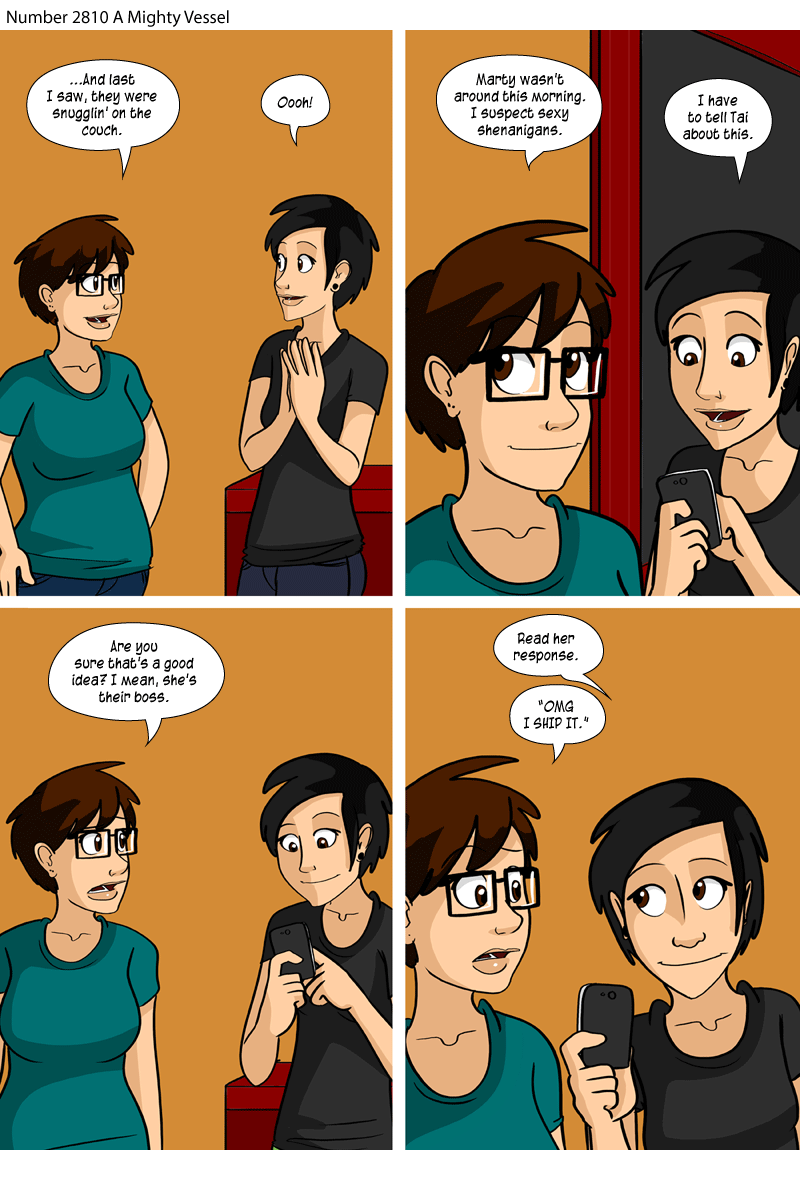 Number 2810 A Mighty Vessel
...And last
I saw, they were
snugglin' on the
couch.
Oooh!
Marty wasn't
around this morning.
I suspect sexy
shenanigans.
I have
to tell Tai
about this.
Are you
sure that's a good
idea? I mean, she's
their boss.
Read her
response.
"OMG
I SHIP IT."